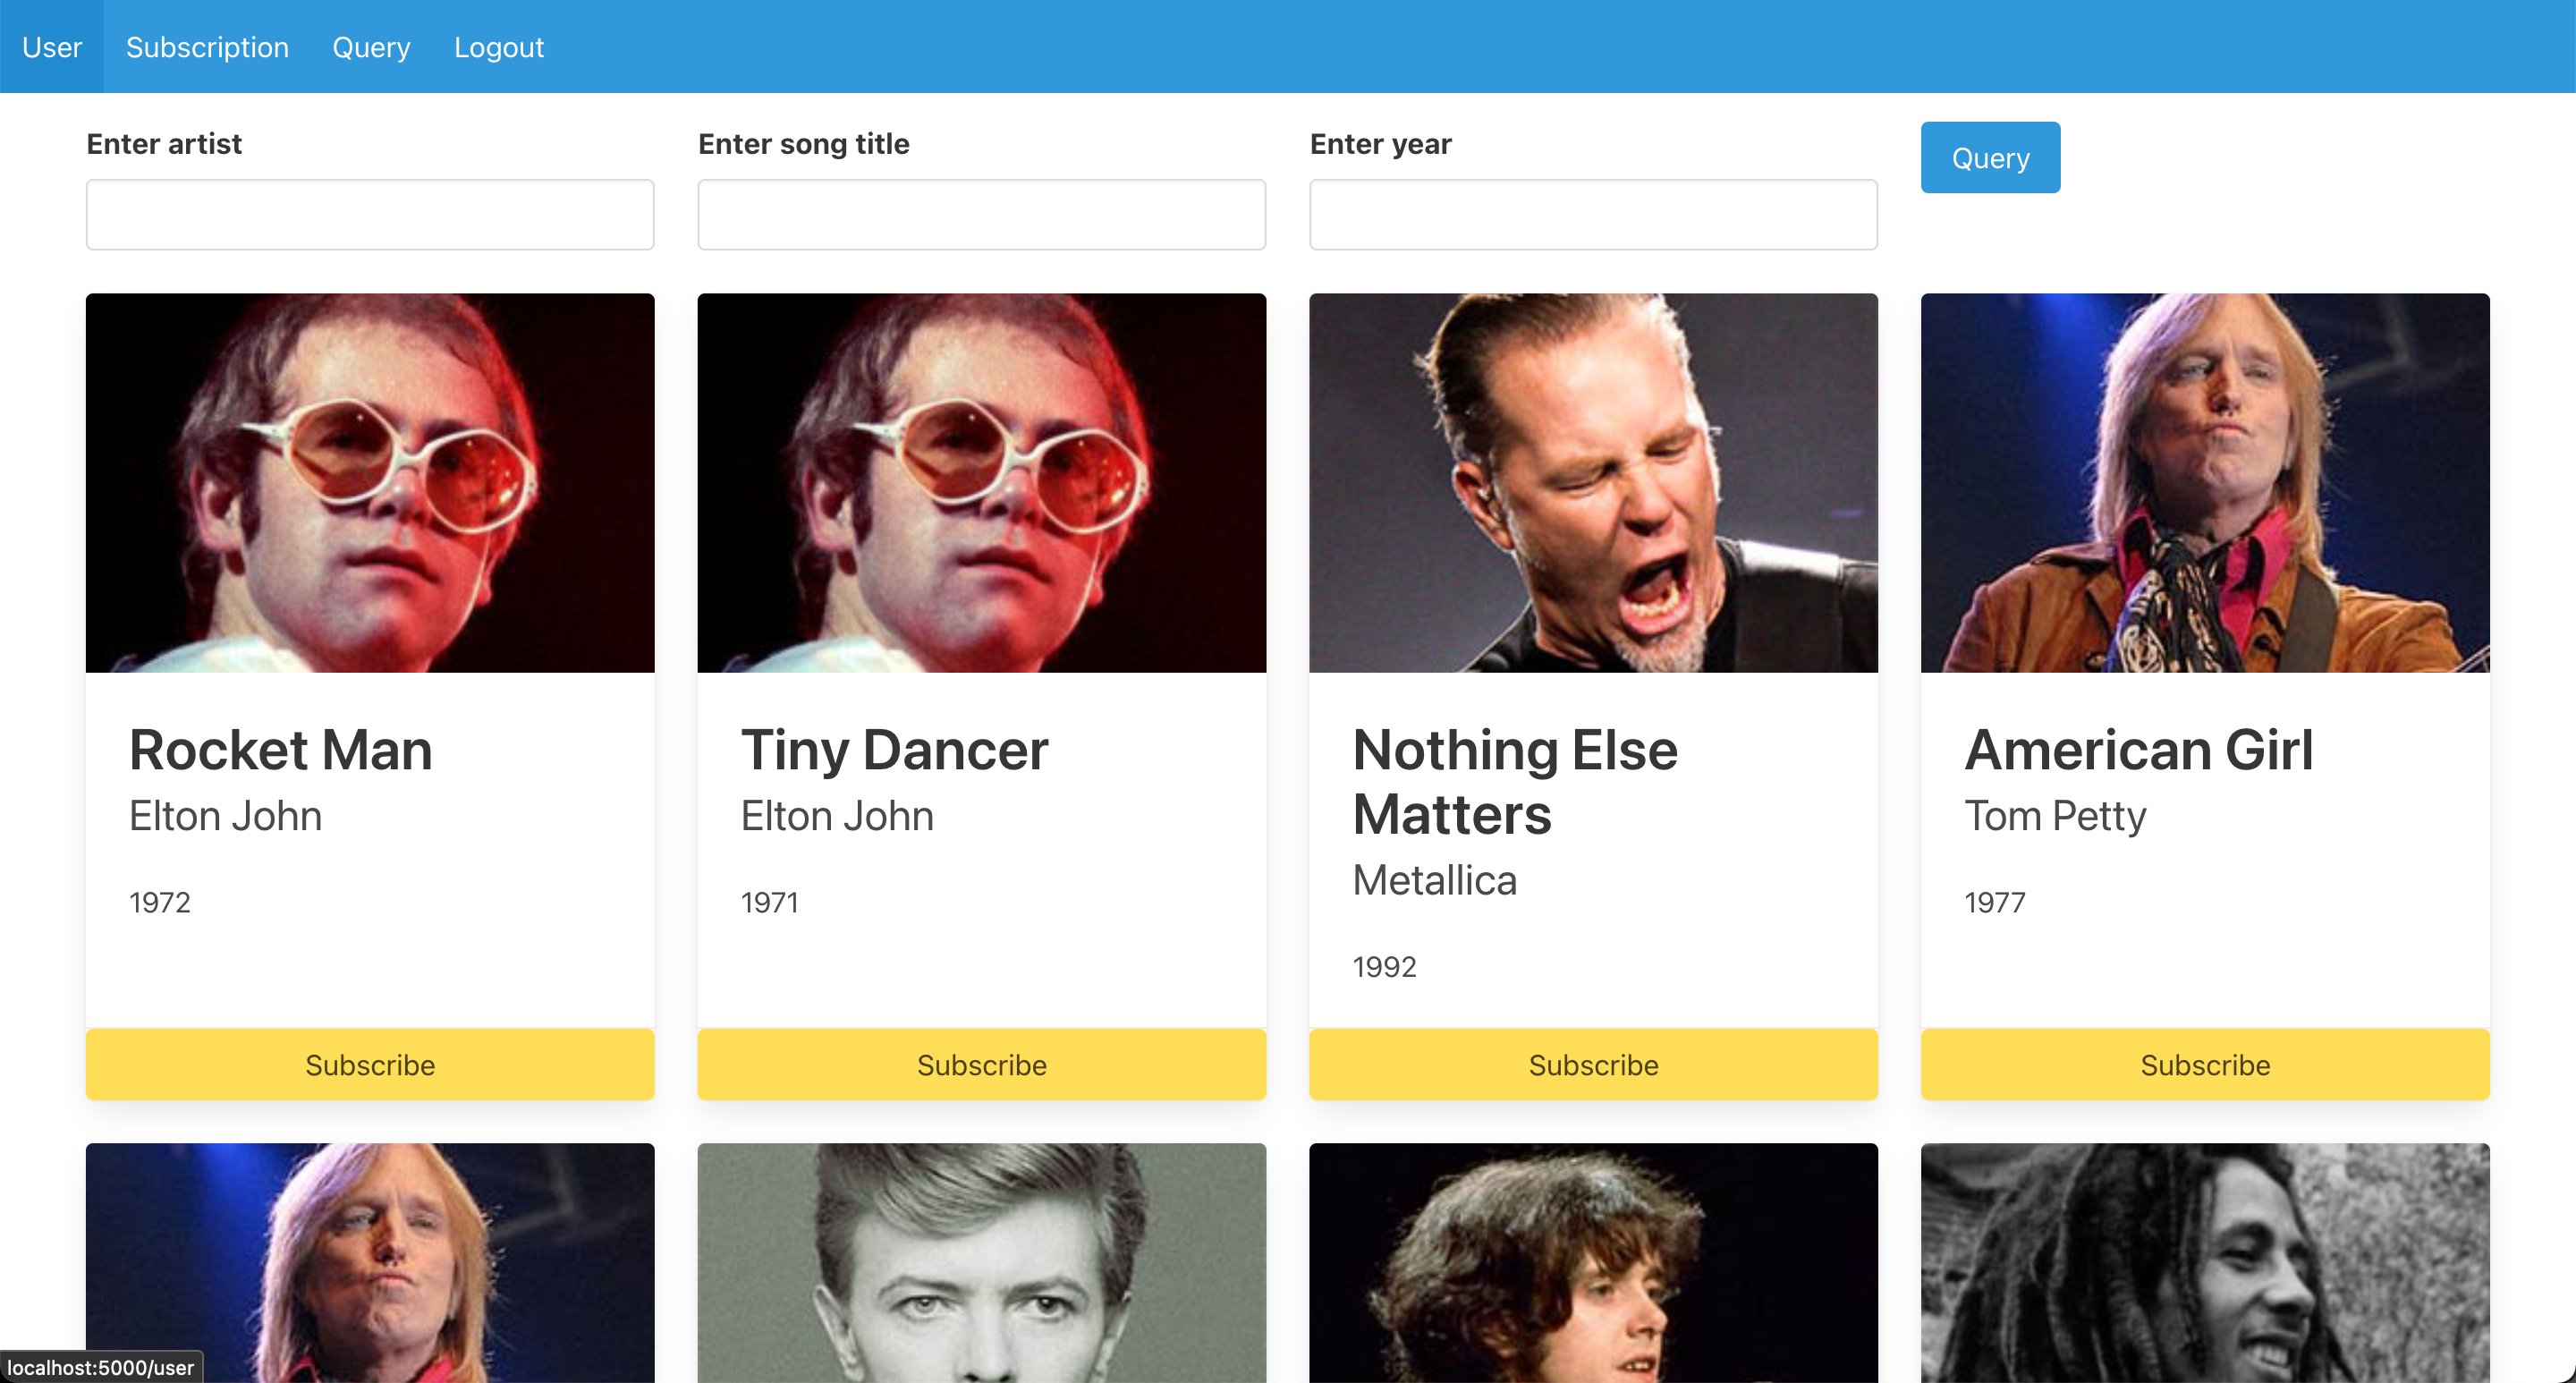 User Subscription Query Logout
Enter artist Enter song title Enter year Query
Rocket Man
Elton John
1972
Subscribe
Tiny Dancer
Elton John
1971
Subscribe
Nothing Else
Matters
Metallica
1992
Subscribe
American Girl
Tom Petty
1977
Subscribe
localhost:5000/user